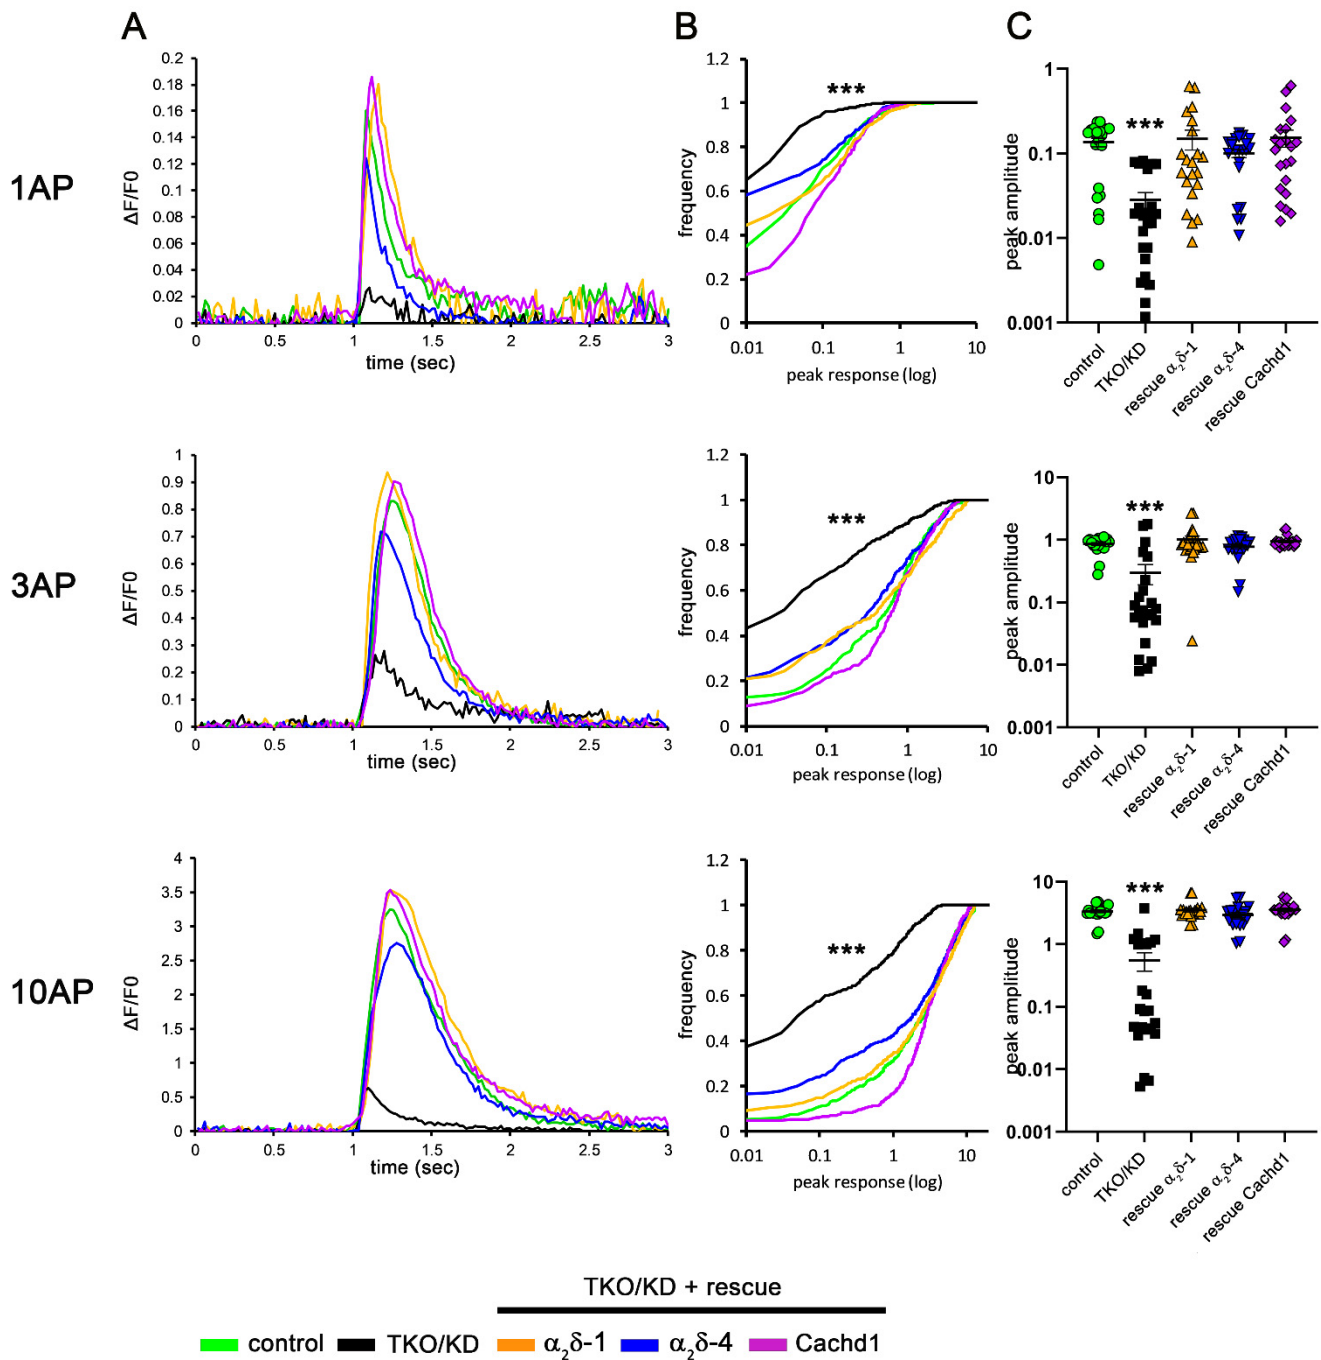 A B C
1AP
0.2
0.18
0.16
0.14
0.12
0.1
0.08
0.06
0.04
0.02
0
ΔF/F0
0 0.5 1 1.5 2 2.5 3
time (sec)
1.2
1
0.8
0.6
0.4
0.2
0
frequency
***
0.01 0.1 1 10
peak response (log)
1
0.1
0.01
0.001
peak amplitude
***
control
TKO/KD
rescue α₂δ-1
rescue α₂δ-4
rescue Cachd1
3AP
1
0.9
0.8
0.7
0.6
0.5
0.4
0.3
0.2
0.1
0
ΔF/F0
0 0.5 1 1.5 2 2.5 3
time (sec)
1.2
1
0.8
0.6
0.4
0.2
0
frequency
***
0.01 0.1 1 10
peak response (log)
10
1
0.1
0.01
0.001
peak amplitude
***
control
TKO/KD
rescue α₂δ-1
rescue α₂δ-4
rescue Cachd1
10AP
4
3.5
3
2.5
2
1.5
1
0.5
0
ΔF/F0
0 0.5 1 1.5 2 2.5 3
time (sec)
1.2
1
0.8
0.6
0.4
0.2
0
frequency
***
0.01 0.1 1 10
peak response (log)
10
1
0.1
0.01
0.001
peak amplitude
***
control
TKO/KD
rescue α₂δ-1
rescue α₂δ-4
rescue Cachd1
TKO/KD + rescue
control TKO/KD α₂δ-1 α₂δ-4 Cachd1